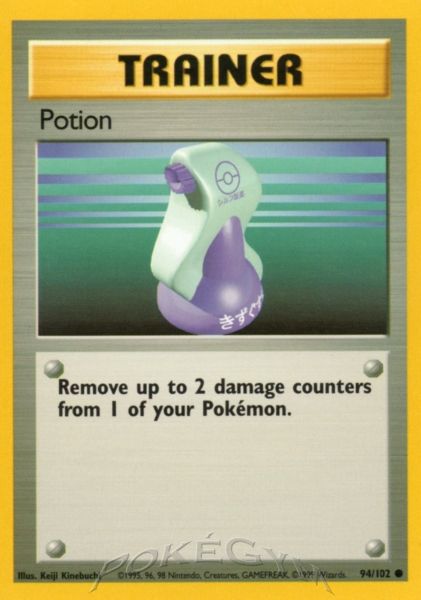 TRAINER
Potion
きずぐす
Remove up to 2 damage counters
from 1 of your Pokémon.
POKÉGYM
Illus. Keiji Kinebuchi
©1995, 96, 98 Nintendo, Creatures, GAMEFREAK. ©1999 Wizards.
94/102